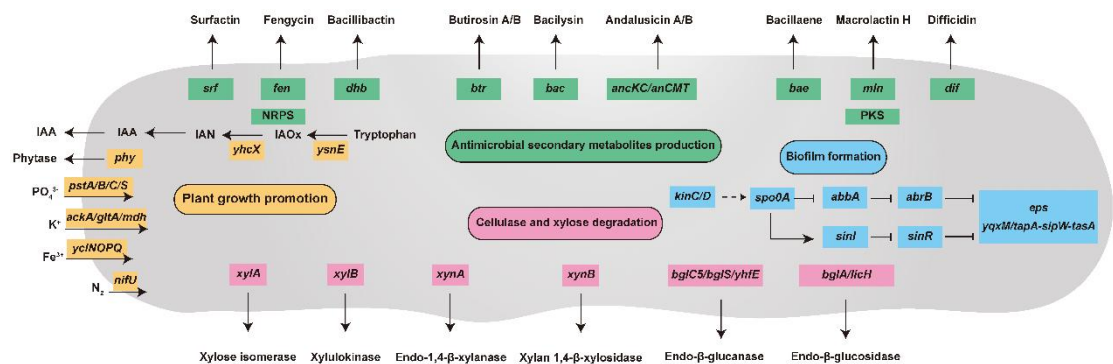 Surfactin Fengycin Bacillibactin Butirosin A/B Bacilysin Andalusicin A/B Bacillaene Macrolactin H Difficidin
srf fen dhb btr bac ancKC/anCMT bae mln dif
NRPS PKS
IAA IAA IAN IAOx Tryptophan
yhcX ysnE
Antimicrobial secondary metabolites production
Biofilm formation
Phytase phy
PO₄³⁻ pstA/B/C/S
Plant growth promotion
kinC/D spo0A abbA abrB
eps
yqxM/tapA-sipW-tasA
K⁺ ackA/gltA/mdh
Cellulase and xylose degradation
sinI sinR
Fe³⁺ yclNOPQ
N₂ nifU
xylA xylB xynA xynB bglC5/bglS/yhfE bglA/licH
Xylose isomerase Xylulokinase Endo-1,4-β-xylanase Xylan 1,4-β-xylosidase Endo-β-glucanase Endo-β-glucosidase